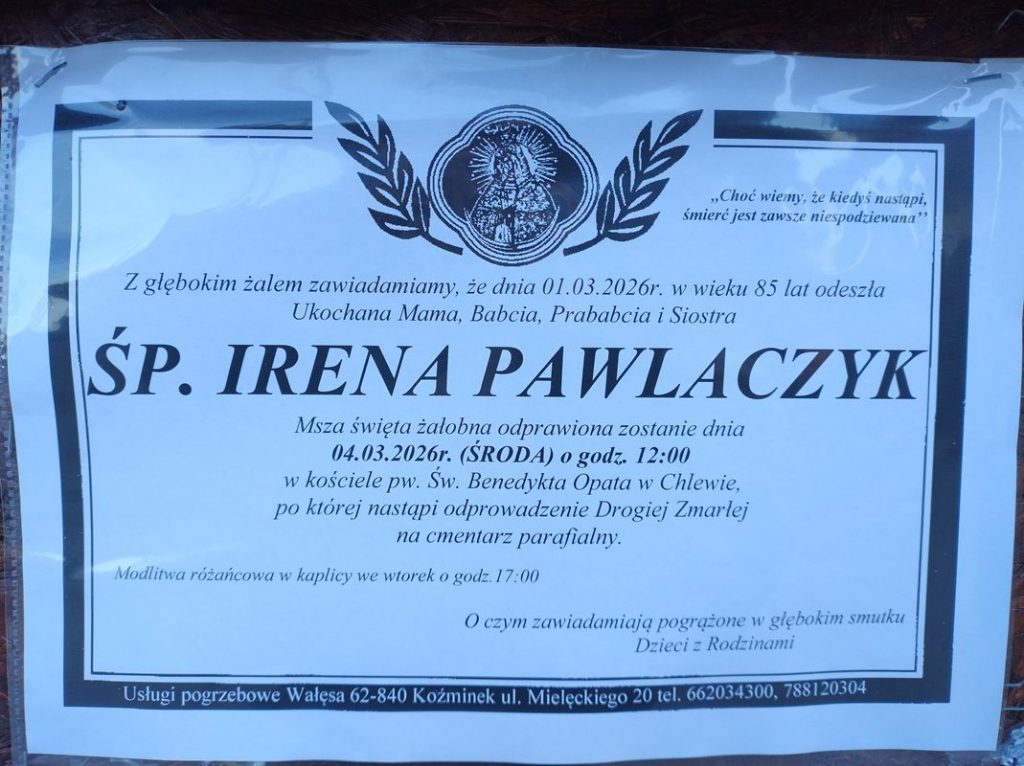 „Choć wiemy, że kiedyś nastąpi,
śmierć jest zawsze niespodziewana”
Z głębokim żalem zawiadamiamy, że dnia 01.03.2026r. w wieku 85 lat odeszła
Ukochana Mama, Babcia, Prababcia i Siostra
ŚP. IRENA PAWLACZYK
Msza święta żałobna odprawiona zostanie dnia
04.03.2026r. (ŚRODA) o godz. 12:00
w kościele pw. Św. Benedykta Opata w Chlewie,
po której nastąpi odprowadzenie Drogiej Zmarłej
na cmentarz parafialny.
Modlitwa różańcowa w kaplicy we wtorek o godz.17:00
O czym zawiadamiają pogrążone w głębokim smutku
Dzieci z Rodzinami
Usługi pogrzebowe Wałęsa 62-840 Koźminek ul. Mielęckiego 20 tel. 662034300, 788120304